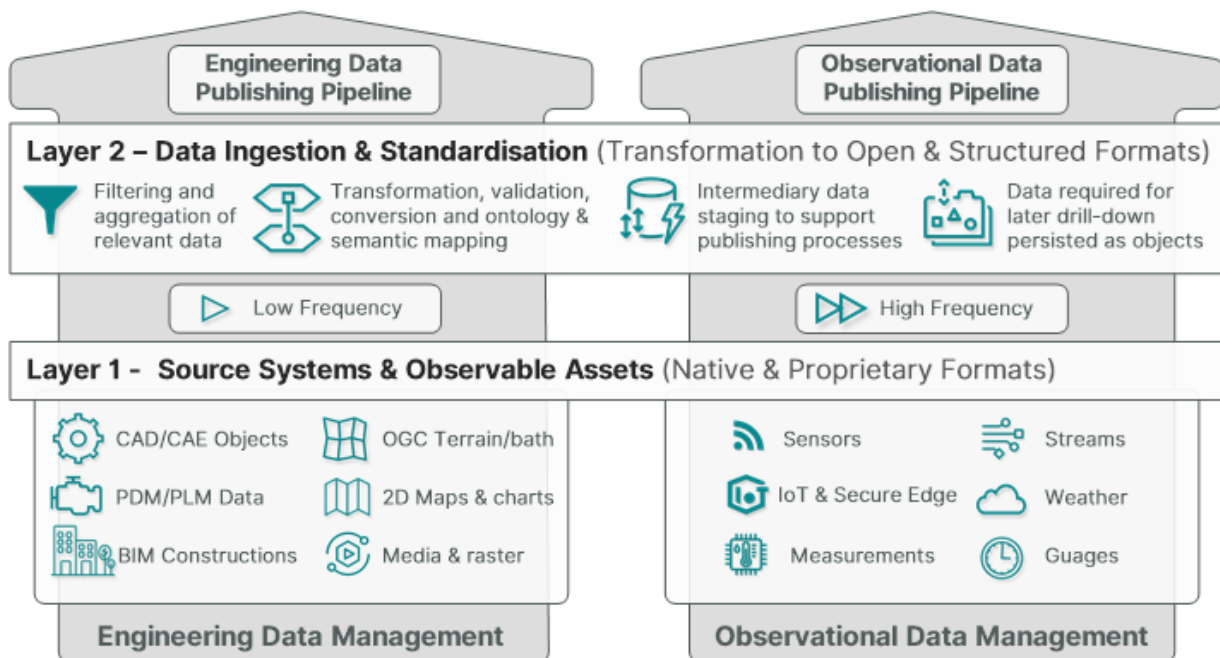 Engineering Data
Publishing Pipeline
Observational Data
Publishing Pipeline
Layer 2 – Data Ingestion & Standardisation (Transformation to Open & Structured Formats)
Filtering and
aggregation of
relevant data
Transformation, validation,
conversion and ontology &
semantic mapping
Intermediary data
staging to support
publishing processes
Data required for
later drill-down
persisted as objects
Low Frequency
High Frequency
Layer 1 - Source Systems & Observable Assets (Native & Proprietary Formats)
CAD/CAE Objects
OGC Terrain/bath
PDM/PLM Data
2D Maps & charts
BIM Constructions
Media & raster
Sensors
Streams
IoT
IoT & Secure Edge
Weather
Measurements
Guages
Engineering Data Management
Observational Data Management